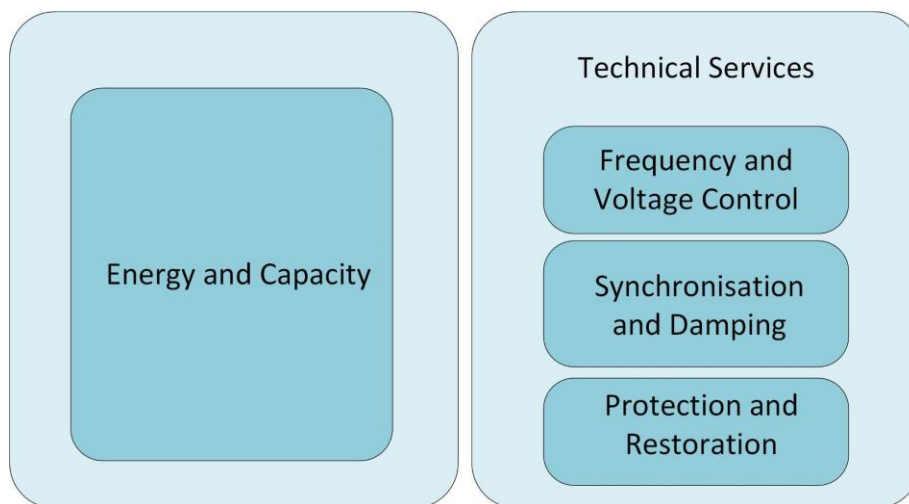 Energy and Capacity
Technical Services
Frequency and
Voltage Control
Synchronisation
and Damping
Protection and
Restoration